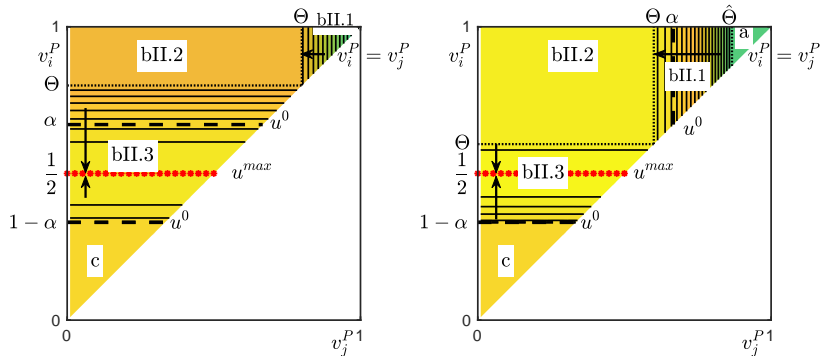 1
Θ
bII.1
v_i^P
bII.2
v_i^P = v_j^P
Θ
α
u^0
bII.3
1/2
u^{max}
1 − α
u^0
c
0
0
v_j^P
1
1
Θ
α
Θ̂
a
v_i^P
bII.2
v_i^P = v_j^P
bII.1
u^0
Θ
1/2
bII.3
u^{max}
1 − α
u^0
c
0
0
v_j^P
1